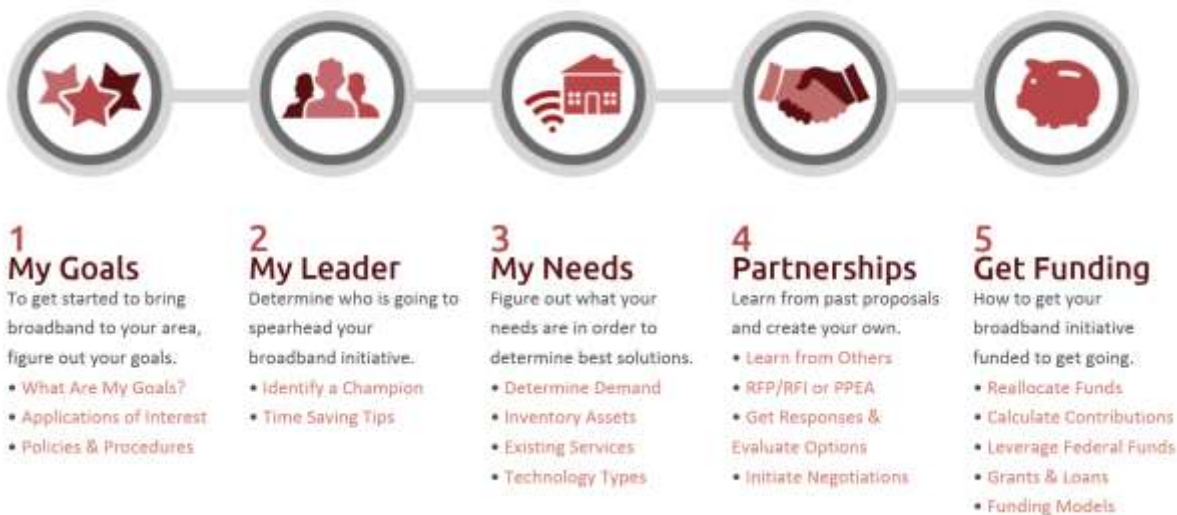 1
My Goals
To get started to bring
broadband to your area,
figure out your goals.
• What Are My Goals?
• Applications of Interest
• Policies & Procedures
2
My Leader
Determine who is going to
spearhead your
broadband initiative.
• Identify a Champion
• Time Saving Tips
3
My Needs
Figure out what your
needs are in order to
determine best solutions.
• Determine Demand
• Inventory Assets
• Existing Services
• Technology Types
4
Partnerships
Learn from past proposals
and create your own.
• Learn from Others
• RFP/RFI or PPEA
• Get Responses &
Evaluate Options
• Initiate Negotiations
5
Get Funding
How to get your
broadband initiative
funded to get going.
• Reallocate Funds
• Calculate Contributions
• Leverage Federal Funds
• Grants & Loans
• Funding Models